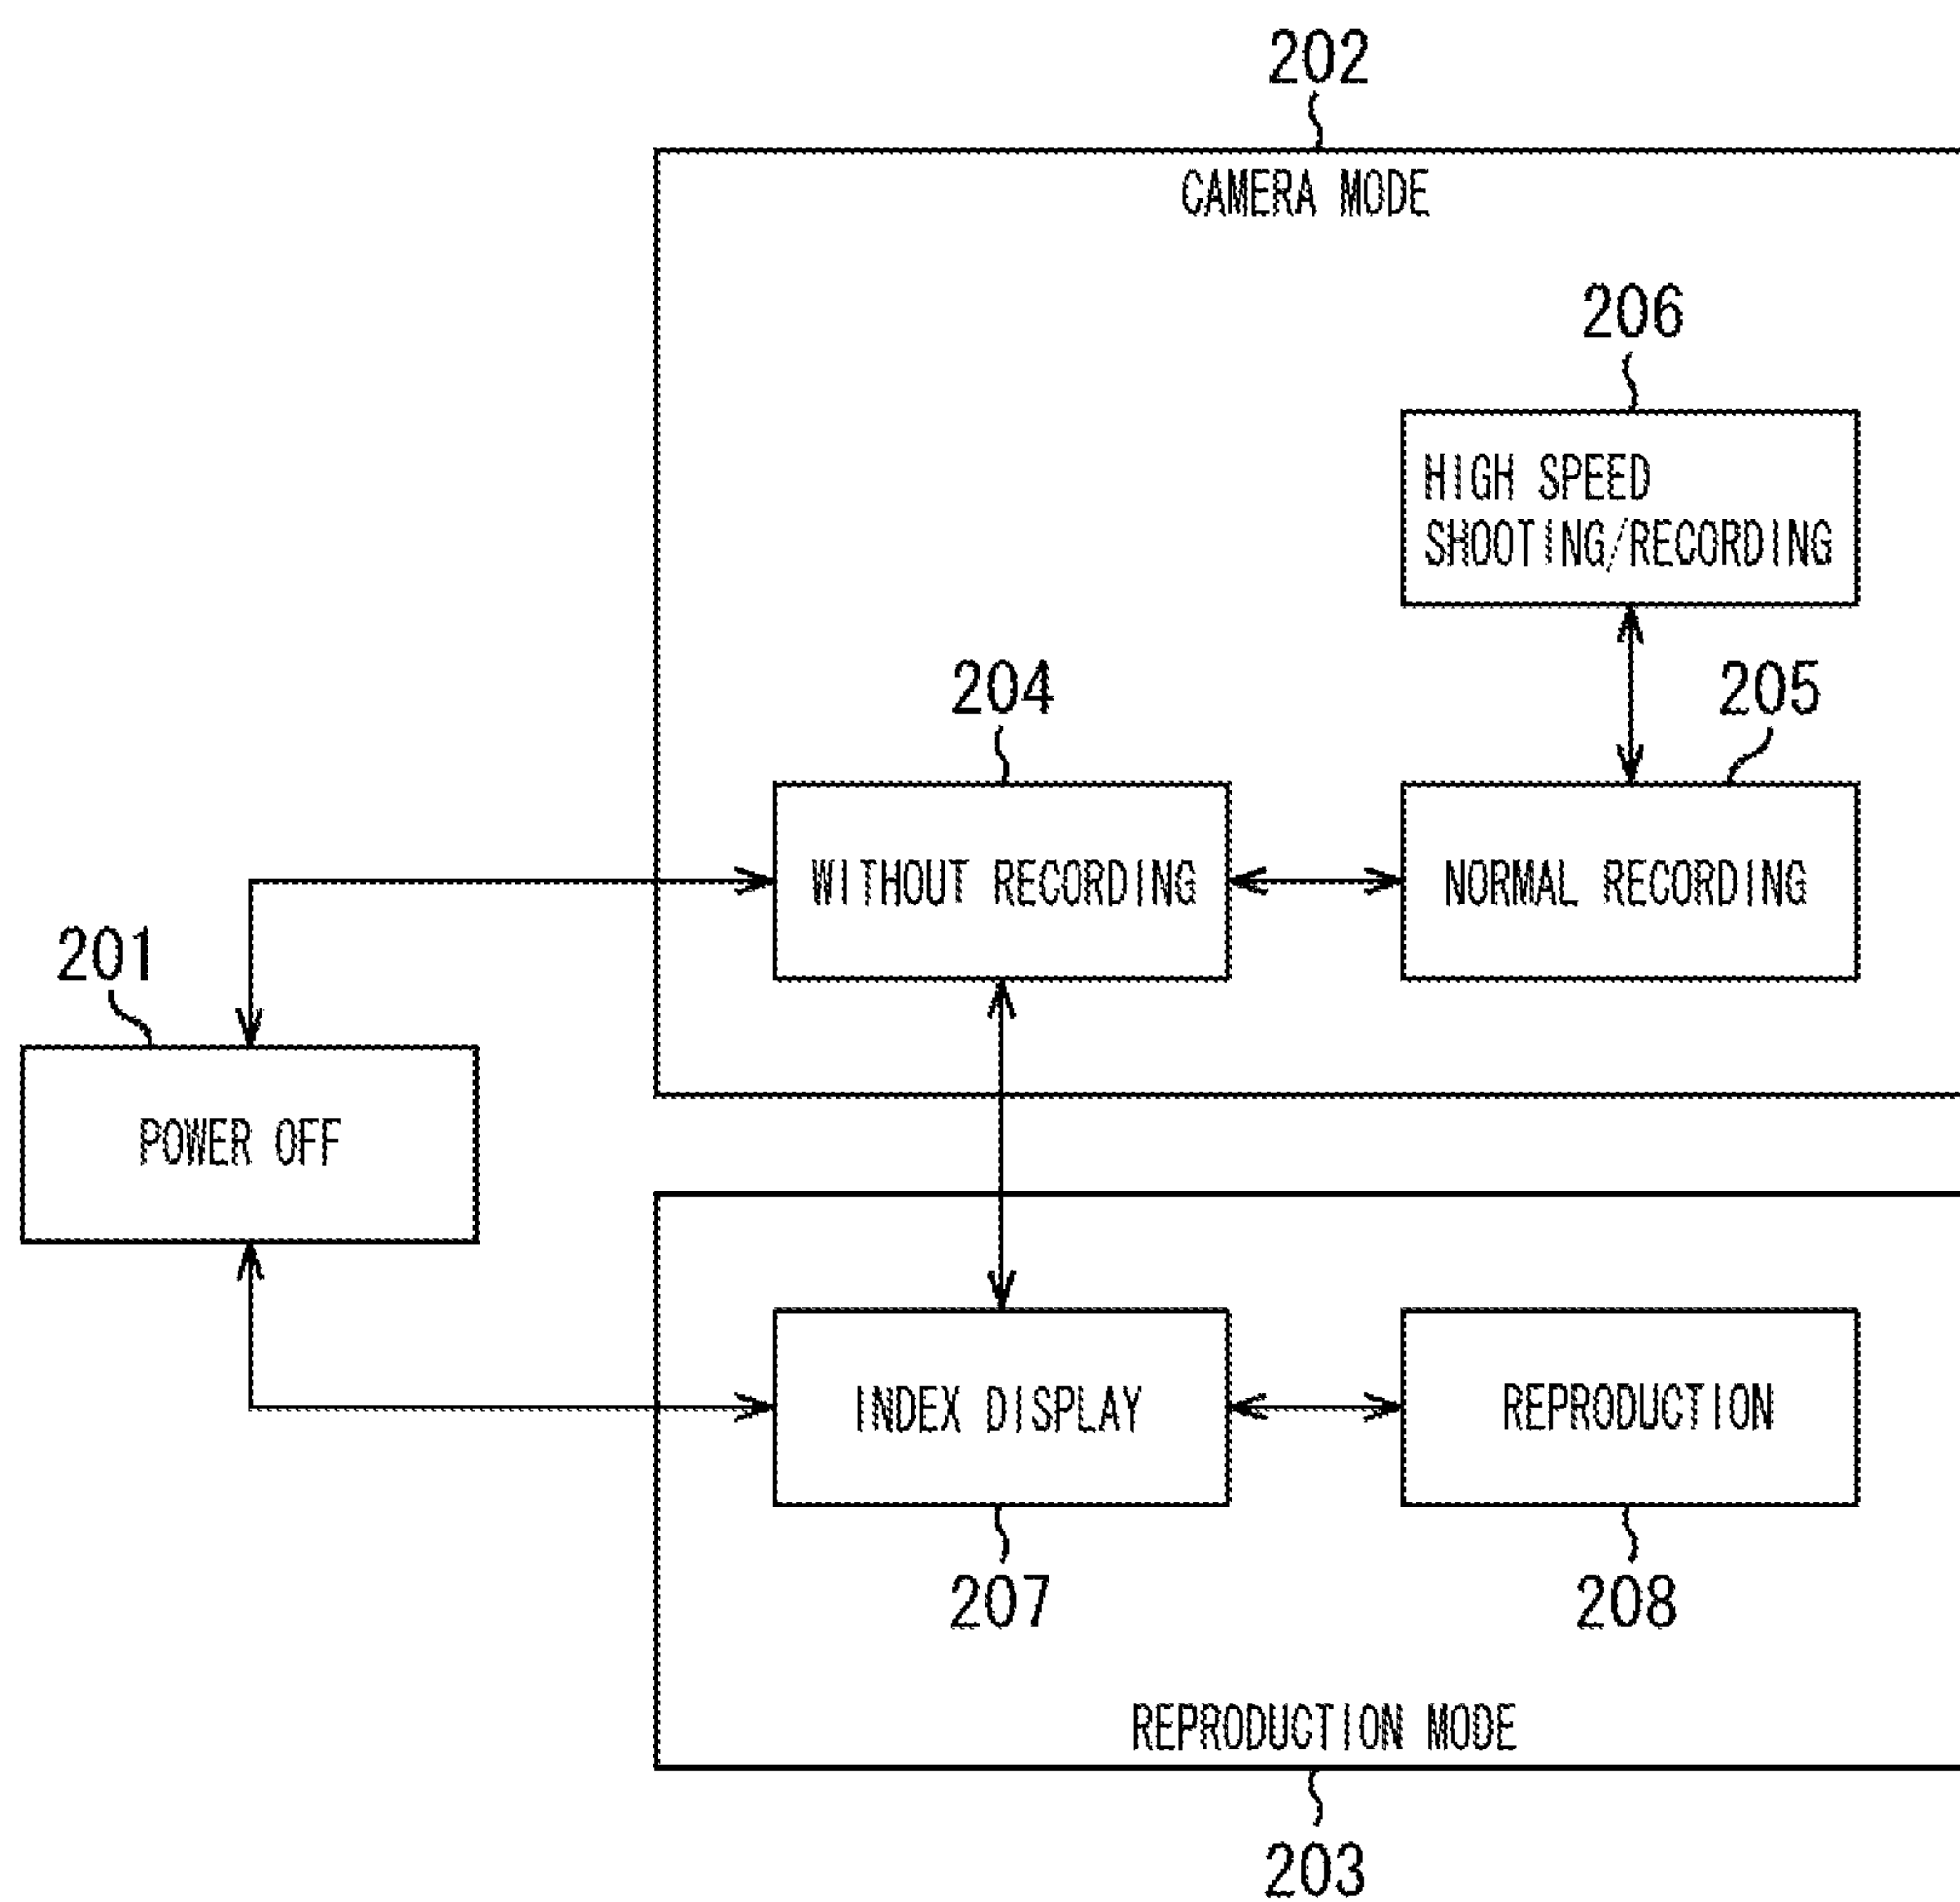 202
CAMERA MODE
206
HIGH SPEED
SHOOTING/RECORDING
204
205
WITHOUT RECORDING
NORMAL RECORDING
201
POWER OFF
INDEX DISPLAY
REPRODUCTION
207
208
REPRODUCTION MODE
203